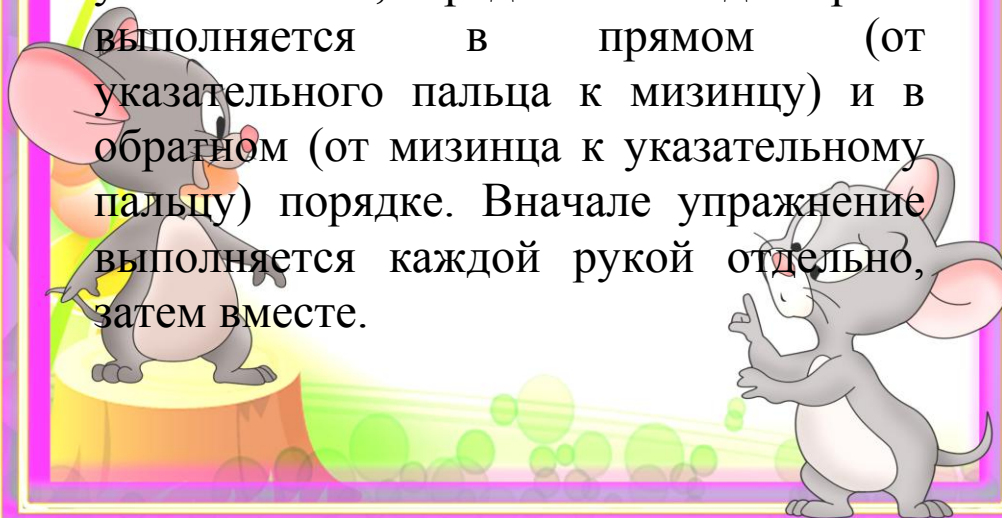 выполняется в прямом (от
указательного пальца к мизинцу) и в
обратном (от мизинца к указательному
пальцу) порядке. Вначале упражнение
выполняется каждой рукой отдельно,
затем вместе.